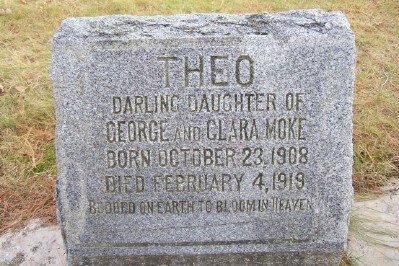 THEO
DARLING DAUGHTER OF
GEORGE AND CLARA MOKE
BORN OCTOBER 23, 1908
DIED FEBRUARY 4, 1919
BUDDED ON EARTH TO BLOOM IN HEAVEN